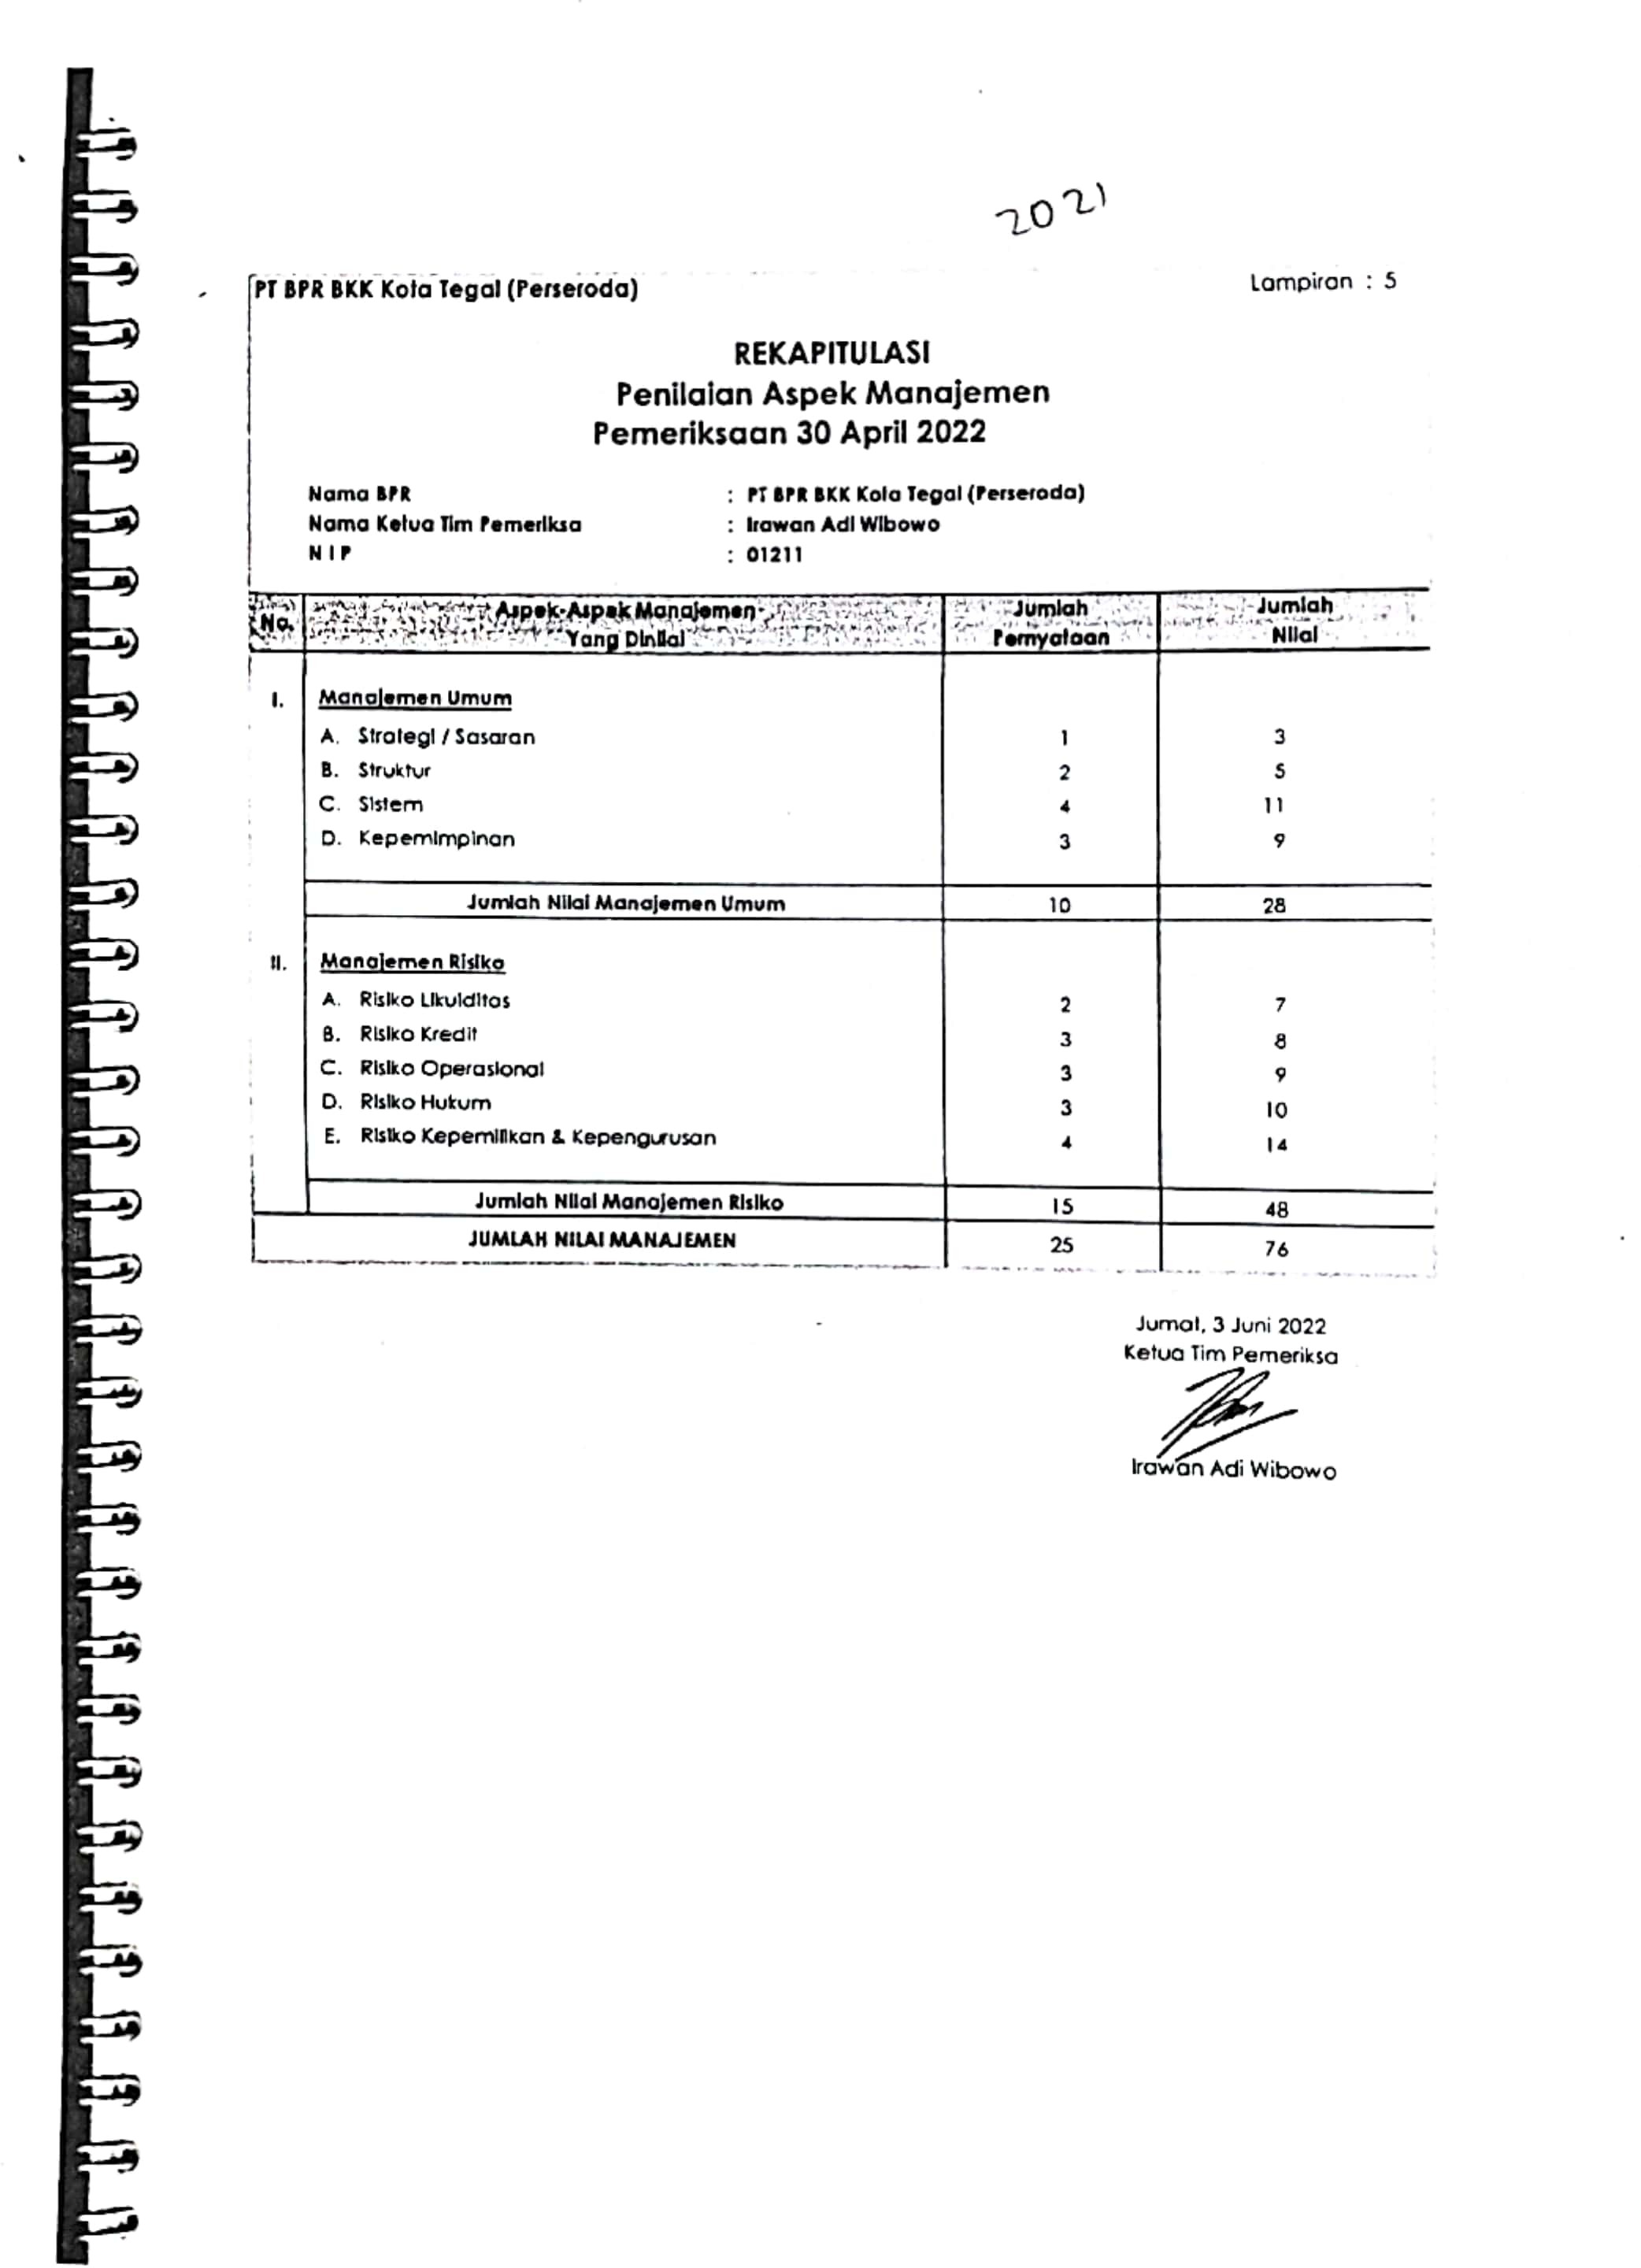 2021
PT BPR BKK Kota Tegal (Perseroda)
Lampiran : 5
REKAPITULASI
Penilaian Aspek Manajemen
Pemeriksaan 30 April 2022
Nama BPR : PT BPR BKK Kota Tegal (Perseroda)
Nama Ketua Tim Pemeriksa : Irawan Adi Wibowo
N I P : 01211
No. Aspek-Aspek Manajemen Jumlah Jumlah
Yang Dinilai Pernyataan Nilai
I. Manajemen Umum
A. Strategi / Sasaran 1 3
B. Struktur 2 5
C. Sistem 4 11
D. Kepemimpinan 3 9
Jumlah Nilai Manajemen Umum 10 28
II. Manajemen Risiko
A. Risiko Likuiditas 2 7
B. Risiko Kredit 3 8
C. Risiko Operasional 3 9
D. Risiko Hukum 3 10
E. Risiko Kepemilikan & Kepengurusan 4 14
Jumlah Nilai Manajemen Risiko 15 48
JUMLAH NILAI MANAJEMEN 25 76
Jumat, 3 Juni 2022
Ketua Tim Pemeriksa
Irawan Adi Wibowo